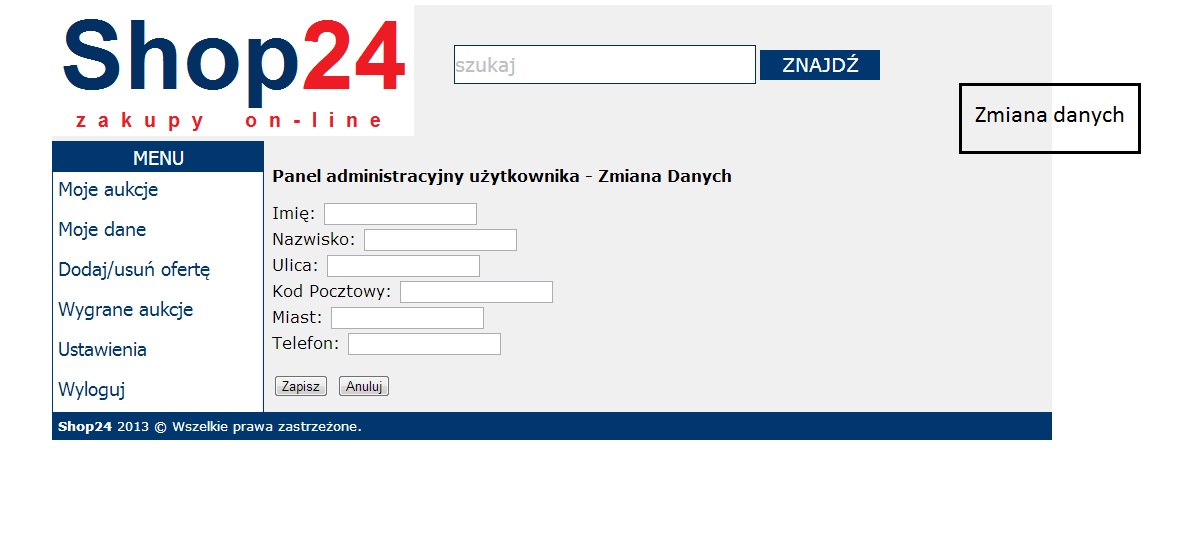 Shop24
zakupy on-line
szukaj
ZNAJDŹ
Zmiana danych
MENU
Moje aukcje
Moje dane
Dodaj/usuń ofertę
Wygrane aukcje
Ustawienia
Wyloguj
Panel administracyjny użytkownika - Zmiana Danych
Imię:
Nazwisko:
Ulica:
Kod Pocztowy:
Miast:
Telefon:
Zapisz Anuluj
Shop24 2013 © Wszelkie prawa zastrzeżone.